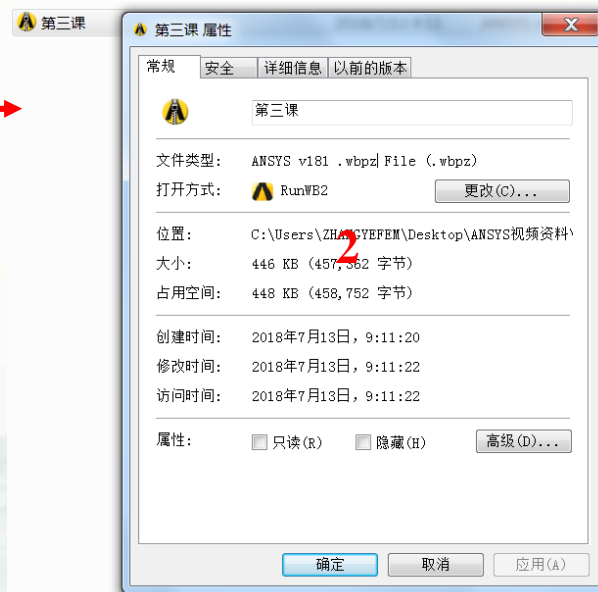 第三课
第三课 属性
常规 安全 详细信息 以前的版本
第三课
文件类型: ANSYS v181 .wbpz File (.wbpz)
打开方式: RunWB2 更改(C)...
位置: C:\Users\ZHANGYEFEM\Desktop\ANSYS视频资料\
2
大小: 446 KB (457,362 字节)
占用空间: 448 KB (458,752 字节)
创建时间: 2018年7月13日，9:11:20
修改时间: 2018年7月13日，9:11:22
访问时间: 2018年7月13日，9:11:22
属性: 只读(R) 隐藏(H) 高级(D)...
确定 取消 应用(A)